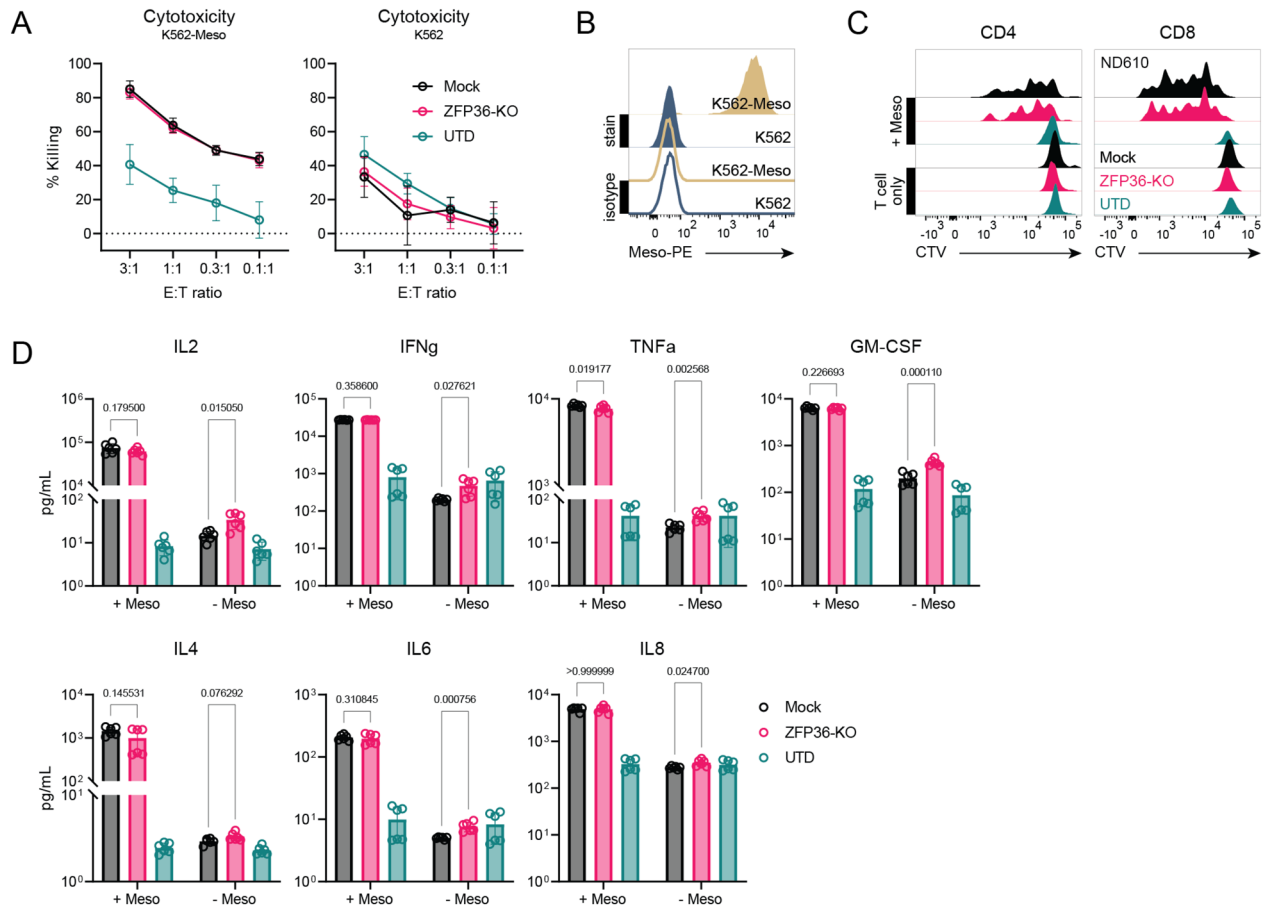 A
Cytotoxicity
K562-Meso
Cytotoxicity
K562
% Killing
100
80
60
40
20
0
3:1
1:1
0.3:1
0.1:1
E:T ratio
100
80
60
40
20
0
3:1
1:1
0.3:1
0.1:1
E:T ratio
Mock
ZFP36-KO
UTD
B
stain
isotype
K562-Meso
K562
K562-Meso
K562
0
10²
10⁴
Meso-PE
C
CD4
CD8
+ Meso
T cell
only
ND610
Mock
ZFP36-KO
UTD
-10³
0
10³
10⁴
10⁵
CTV
-10³
0
10³
10⁴
10⁵
CTV
D
IL2
0.179500
0.015050
pg/mL
10⁶
10⁵
10⁴
10²
10¹
10⁰
+ Meso
- Meso
IFNg
0.358600
0.027621
10⁵
10⁴
10³
10²
10¹
10⁰
+ Meso
- Meso
TNFa
0.019177
0.002568
10⁴
10³
10²
10¹
10⁰
+ Meso
- Meso
GM-CSF
0.226693
0.000110
10⁴
10³
10²
10¹
10⁰
+ Meso
- Meso
IL4
0.145531
0.076292
pg/mL
10⁴
10³
10²
10¹
10⁰
+ Meso
- Meso
IL6
0.310845
0.000756
10³
10²
10¹
10⁰
+ Meso
- Meso
IL8
>0.999999
0.024700
10⁴
10³
10²
10¹
10⁰
+ Meso
- Meso
Mock
ZFP36-KO
UTD